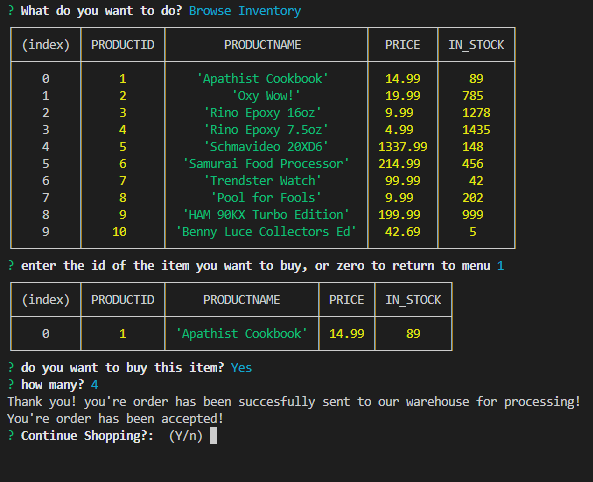 ? What do you want to do? Browse Inventory
(index) PRODUCTID PRODUCTNAME PRICE IN_STOCK
0 1 'Apathist Cookbook' 14.99 89
1 2 'Oxy Wow!' 19.99 785
2 3 'Rino Epoxy 16oz' 9.99 1278
3 4 'Rino Epoxy 7.5oz' 4.99 1435
4 5 'Schmavideo 20XD6' 1337.99 148
5 6 'Samurai Food Processor' 214.99 456
6 7 'Trendster Watch' 99.99 42
7 8 'Pool for Fools' 9.99 202
8 9 'HAM 90KX Turbo Edition' 199.99 999
9 10 'Benny Luce Collectors Ed' 42.69 5
? enter the id of the item you want to buy, or zero to return to menu 1
(index) PRODUCTID PRODUCTNAME PRICE IN_STOCK
0 1 'Apathist Cookbook' 14.99 89
? do you want to buy this item? Yes
? how many? 4
Thank you! you're order has been succesfully sent to our warehouse for processing!
You're order has been accepted!
? Continue Shopping?: (Y/n)